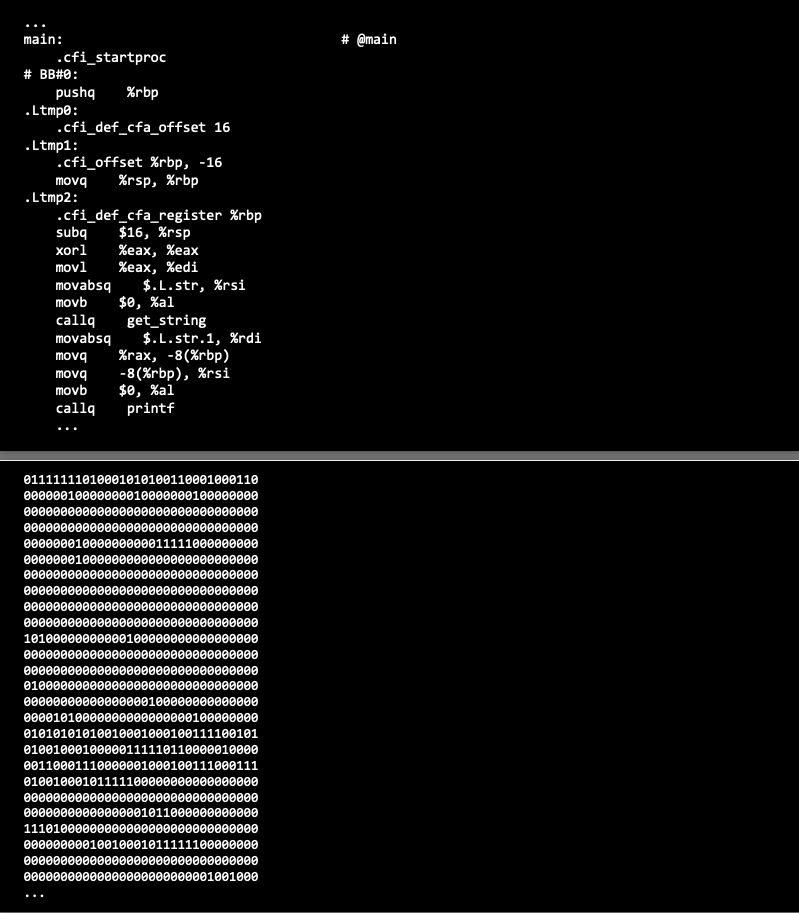 ...
main: # @main
.cfi_startproc
# BB#0:
pushq %rbp
.Ltmp0:
.cfi_def_cfa_offset 16
.Ltmp1:
.cfi_offset %rbp, -16
movq %rsp, %rbp
.Ltmp2:
.cfi_def_cfa_register %rbp
subq $16, %rsp
xorl %eax, %eax
movl %eax, %edi
movabsq $.L.str, %rsi
movb $0, %al
callq get_string
movabsq $.L.str.1, %rdi
movq %rax, -8(%rbp)
movq -8(%rbp), %rsi
movb $0, %al
callq printf
...
01111111010001010100110001000110
00000010000000010000000100000000
00000000000000000000000000000000
00000000000000000000000000000000
00000001000000000011111000000000
00000001000000000000000000000000
00000000000000000000000000000000
00000000000000000000000000000000
00000000000000000000000000000000
00000000000000000000000000000000
10100000000000100000000000000000
00000000000000000000000000000000
00000000000000000000000000000000
01000000000000000000000000000000
00000000000000000100000000000000
00001010000000000000000100000000
01010101010010001000100111100101
01001000100000111110110000010000
00110001110000001000100111000111
01001000101111100000000000000000
00000000000000000000000000000000
00000000000000001011000000000000
11101000000000000000000000000000
00000000010010001011111100000000
00000000000000000000000000000000
00000000000000000000000001001000
...